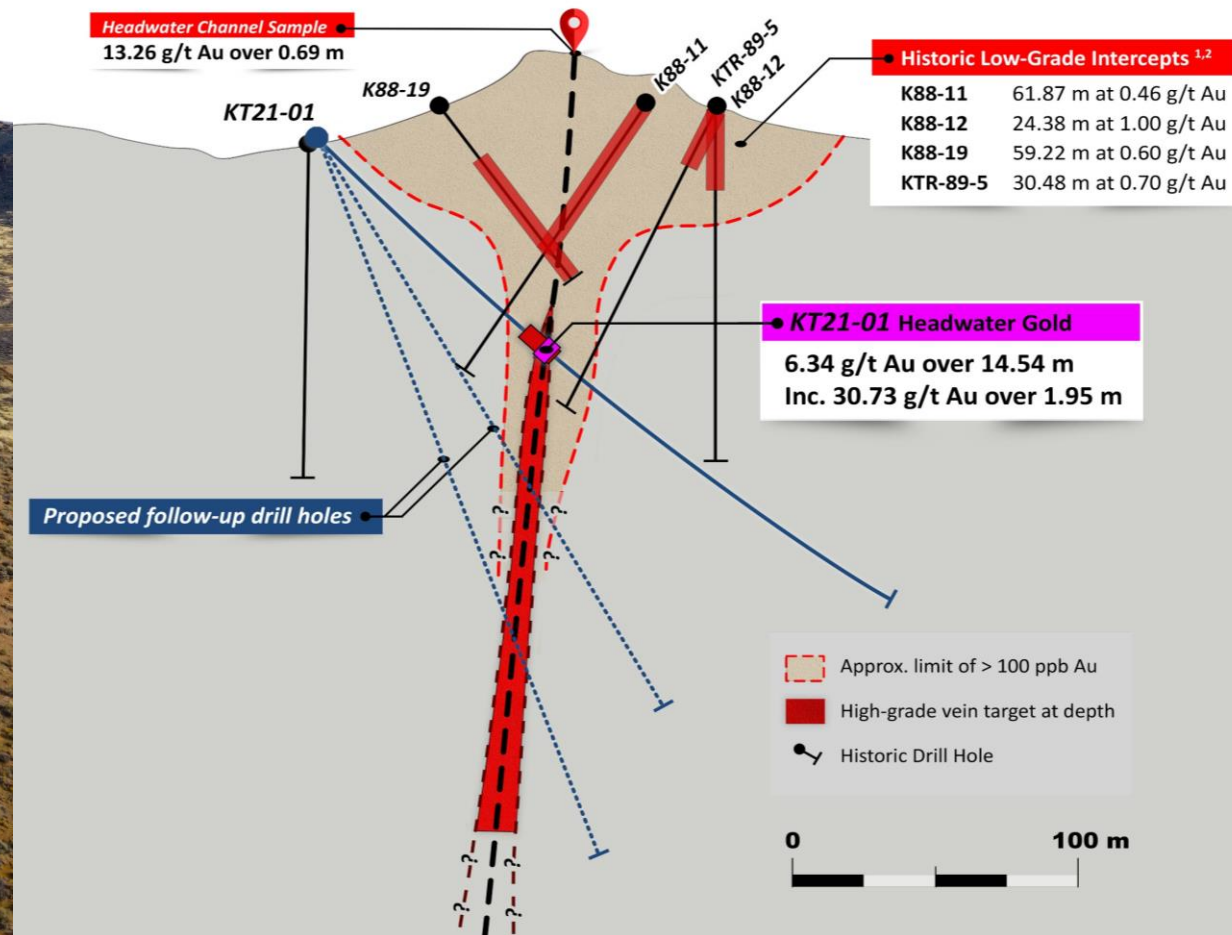 Headwater Channel Sample
13.26 g/t Au over 0.69 m
KT21-01
K88-19
K88-11
KTR-89-5
K88-12
Historic Low-Grade Intercepts 1,2
K88-11 61.87 m at 0.46 g/t Au
K88-12 24.38 m at 1.00 g/t Au
K88-19 59.22 m at 0.60 g/t Au
KTR-89-5 30.48 m at 0.70 g/t Au
KT21-01 Headwater Gold
6.34 g/t Au over 14.54 m
Inc. 30.73 g/t Au over 1.95 m
Proposed follow-up drill holes
? ?
? ?
Approx. limit of > 100 ppb Au
High-grade vein target at depth
Historic Drill Hole
0 100 m
? ?
? ?